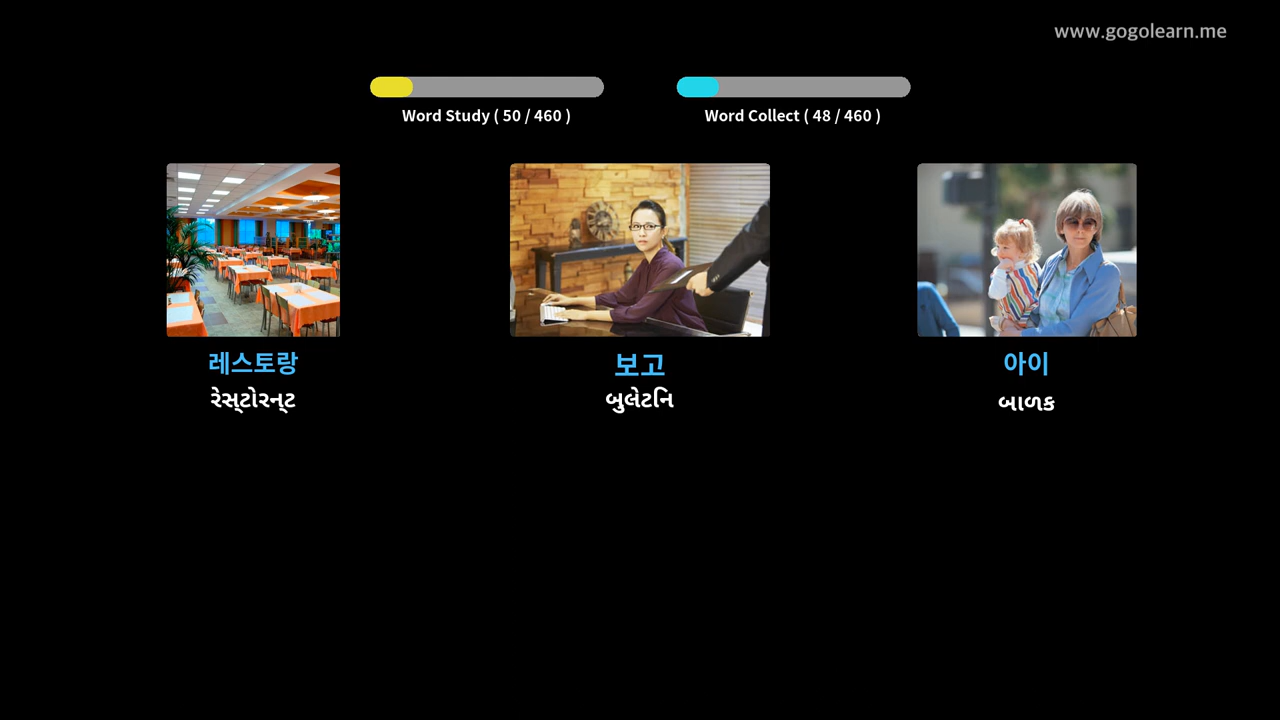 www.gogolearn.me
Word Study ( 50 / 460 )
Word Collect ( 48 / 460 )
레스토랑
રેસ્ટોરન્ટ
보고
બુલેટિન
아이
બાળક